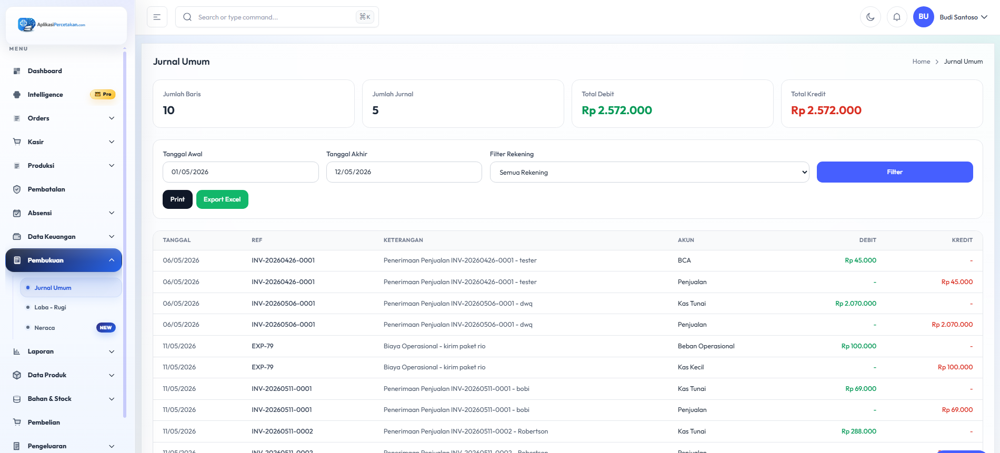 AplikasiPercetakan.com
Search or type command...
⌘K
BU
Budi Santoso
MENU
Dashboard
Intelligence
Pro
Orders
Kasir
Produksi
Pembatalan
Absensi
Data Keuangan
Pembukuan
Jurnal Umum
Laba - Rugi
Neraca
NEW
Laporan
Data Produk
Bahan & Stock
Pembelian
Pengeluaran
Jurnal Umum
Home > Jurnal Umum
Jumlah Baris
10
Jumlah Jurnal
5
Total Debit
Rp 2.572.000
Total Kredit
Rp 2.572.000
Tanggal Awal
01/05/2026
Tanggal Akhir
12/05/2026
Filter Rekening
Semua Rekening
Filter
Print
Export Excel
TANGGAL REF KETERANGAN AKUN DEBIT KREDIT
06/05/2026 INV-20260426-0001 Penerimaan Penjualan INV-20260426-0001 - tester BCA Rp 45.000 -
06/05/2026 INV-20260426-0001 Penerimaan Penjualan INV-20260426-0001 - tester Penjualan - Rp 45.000
06/05/2026 INV-20260506-0001 Penerimaan Penjualan INV-20260506-0001 - dwq Kas Tunai Rp 2.070.000 -
06/05/2026 INV-20260506-0001 Penerimaan Penjualan INV-20260506-0001 - dwq Penjualan - Rp 2.070.000
11/05/2026 EXP-79 Biaya Operasional - kirim paket rio Beban Operasional Rp 100.000 -
11/05/2026 EXP-79 Biaya Operasional - kirim paket rio Kas Kecil - Rp 100.000
11/05/2026 INV-20260511-0001 Penerimaan Penjualan INV-20260511-0001 - bobi Kas Tunai Rp 69.000 -
11/05/2026 INV-20260511-0001 Penerimaan Penjualan INV-20260511-0001 - bobi Penjualan - Rp 69.000
11/05/2026 INV-20260511-0002 Penerimaan Penjualan INV-20260511-0002 - Robertson Kas Tunai Rp 288.000 -
11/05/2026 INV-20260511-0002 Penerimaan Penjualan INV-20260511-0002 - Robertson Penjualan